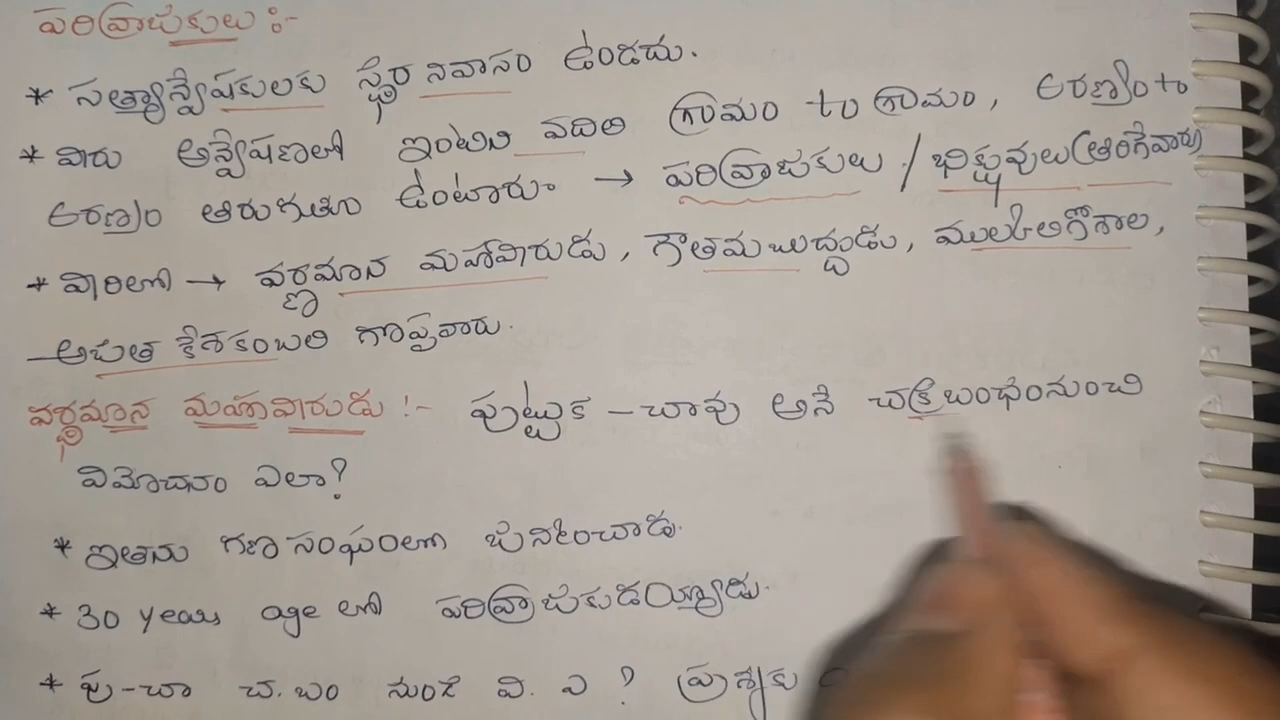 పరివ్రాజకులు :-
* సత్యాన్వేషకులకు స్థిర నివాసం ఉండదు.
* వీరు అన్వేషణలో ఇంటిని వదిలి గ్రామం to గ్రామం, అరణ్యం to
అరణ్యం తిరుగుతూ ఉంటారు → పరివ్రాజకులు / భిక్షువులు (తిరిగేవారు)
* వీరిలో → వర్ధమాన మహావీరుడు, గౌతమ బుద్ధుడు, ములకలిగోశాల,
అజిత కేశకంబలి గొప్పవారు.
వర్ధమాన మహావీరుడు :- పుట్టుక - చావు అనే చక్రబంధంనుంచి
విమోచనం ఎలా?
* ఇతను గణ సంఘంలో జన్మించాడు.
* 30 years age లో పరివ్రాజకుడయ్యాడు.
* పు-చా చ. బం నుండి వి. ఎ ? ప్రశ్నకు